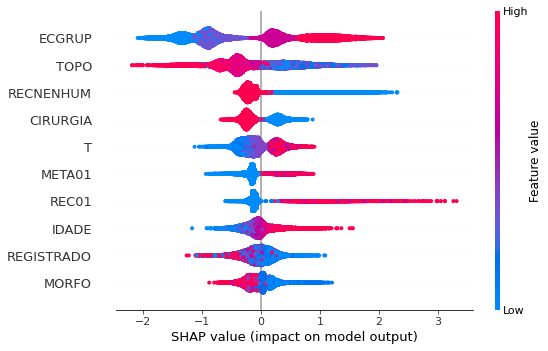 High
ECGRUP
TOPO
RECNENHUM
CIRURGIA
T
META01
REC01
IDADE
REGISTRADO
MORFO
Feature value
Low
−2 −1 0 1 2 3
SHAP value (impact on model output)